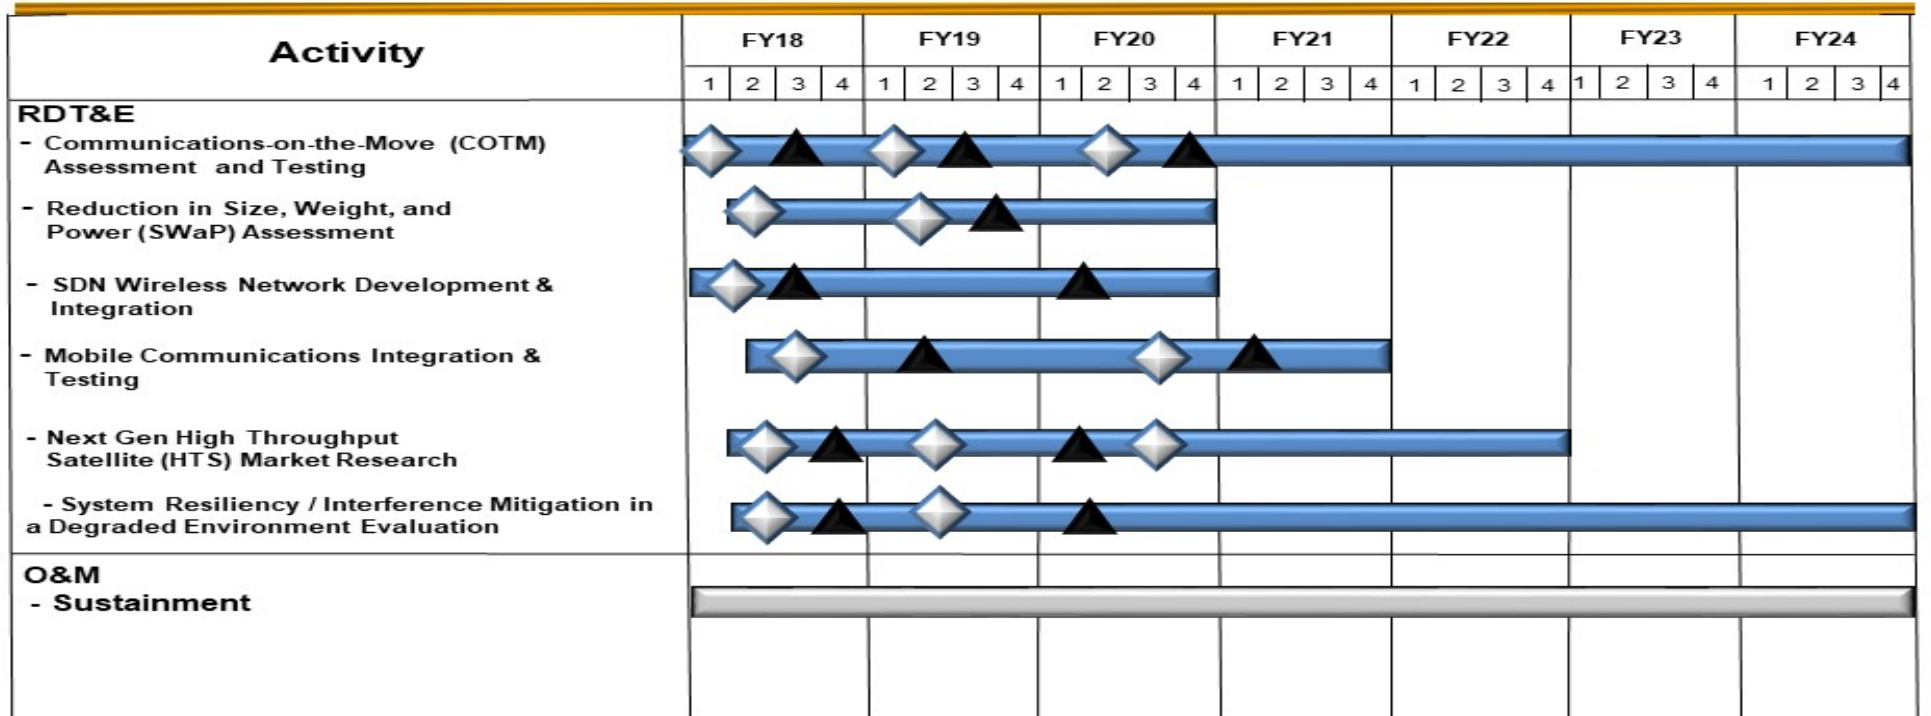 Activity
FY18 FY19 FY20 FY21 FY22 FY23 FY24
1 2 3 4 1 2 3 4 1 2 3 4 1 2 3 4 1 2 3 4 1 2 3 4 1 2 3 4
RDT&E
- Communications-on-the-Move (COTM)
Assessment and Testing
- Reduction in Size, Weight, and
Power (SWaP) Assessment
- SDN Wireless Network Development &
Integration
- Mobile Communications Integration &
Testing
- Next Gen High Throughput
Satellite (HTS) Market Research
- System Resiliency / Interference Mitigation in
a Degraded Environment Evaluation
O&M
- Sustainment